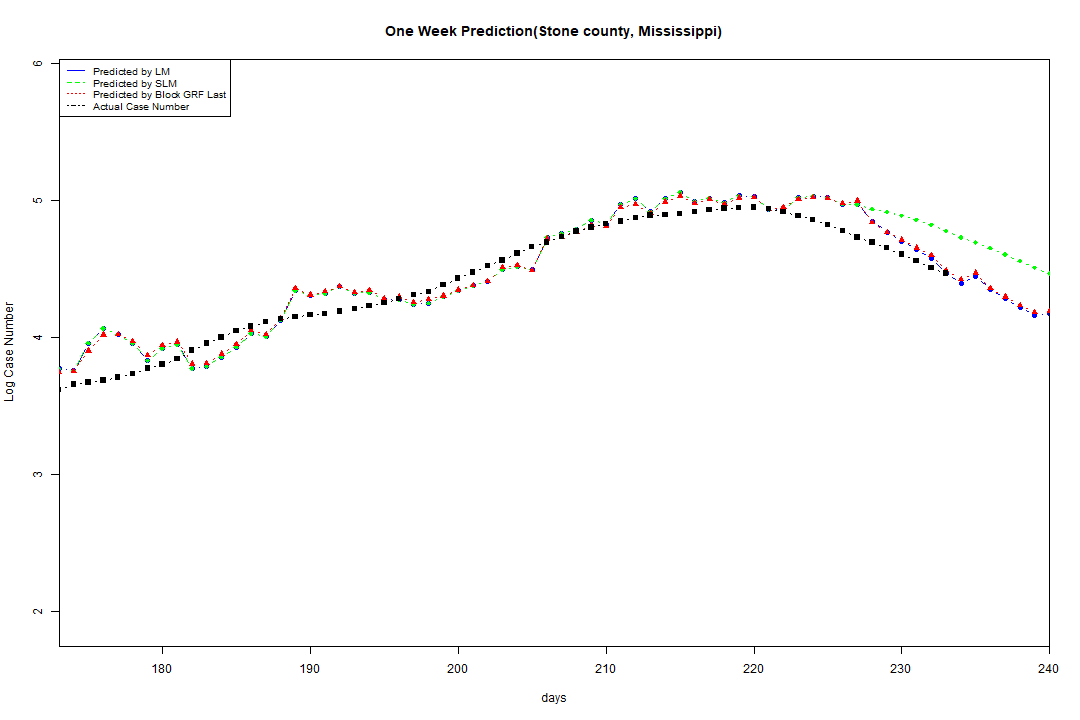 One Week Prediction(Stone county, Mississippi)
Predicted by LM
Predicted by SLM
Predicted by Block GRF Last
Actual Case Number
6
5
4
3
2
Log Case Number
180 190 200 210 220 230 240
days